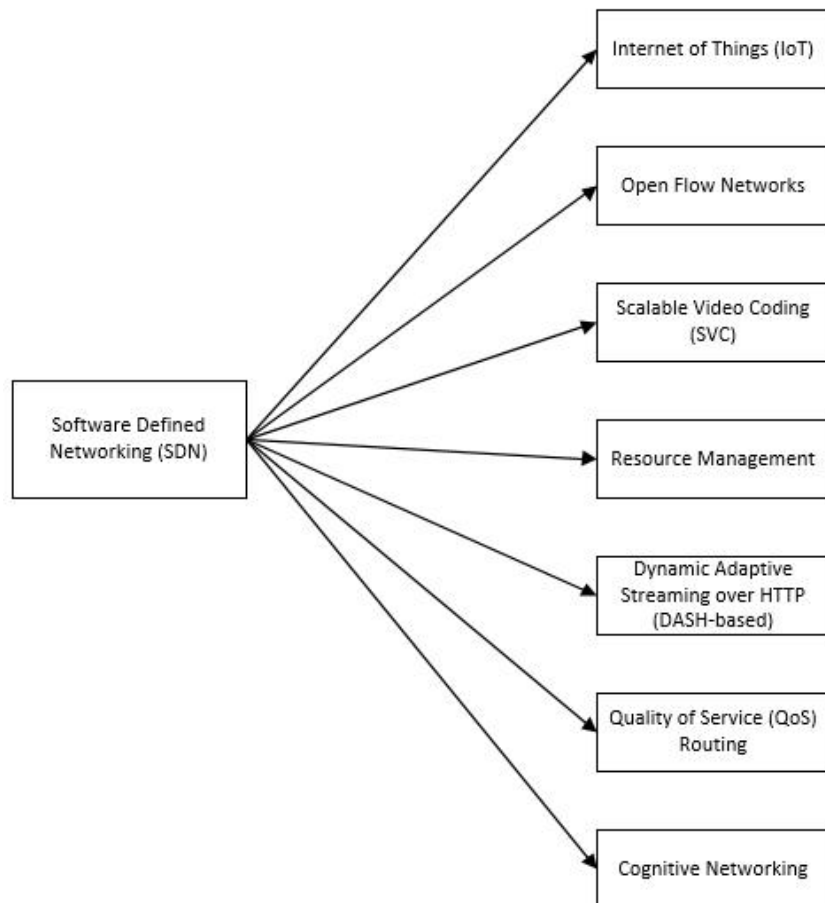 Internet of Things (IoT)
Open Flow Networks
Scalable Video Coding
(SVC)
Software Defined
Networking (SDN)
Resource Management
Dynamic Adaptive
Streaming over HTTP
(DASH-based)
Quality of Service (QoS)
Routing
Cognitive Networking